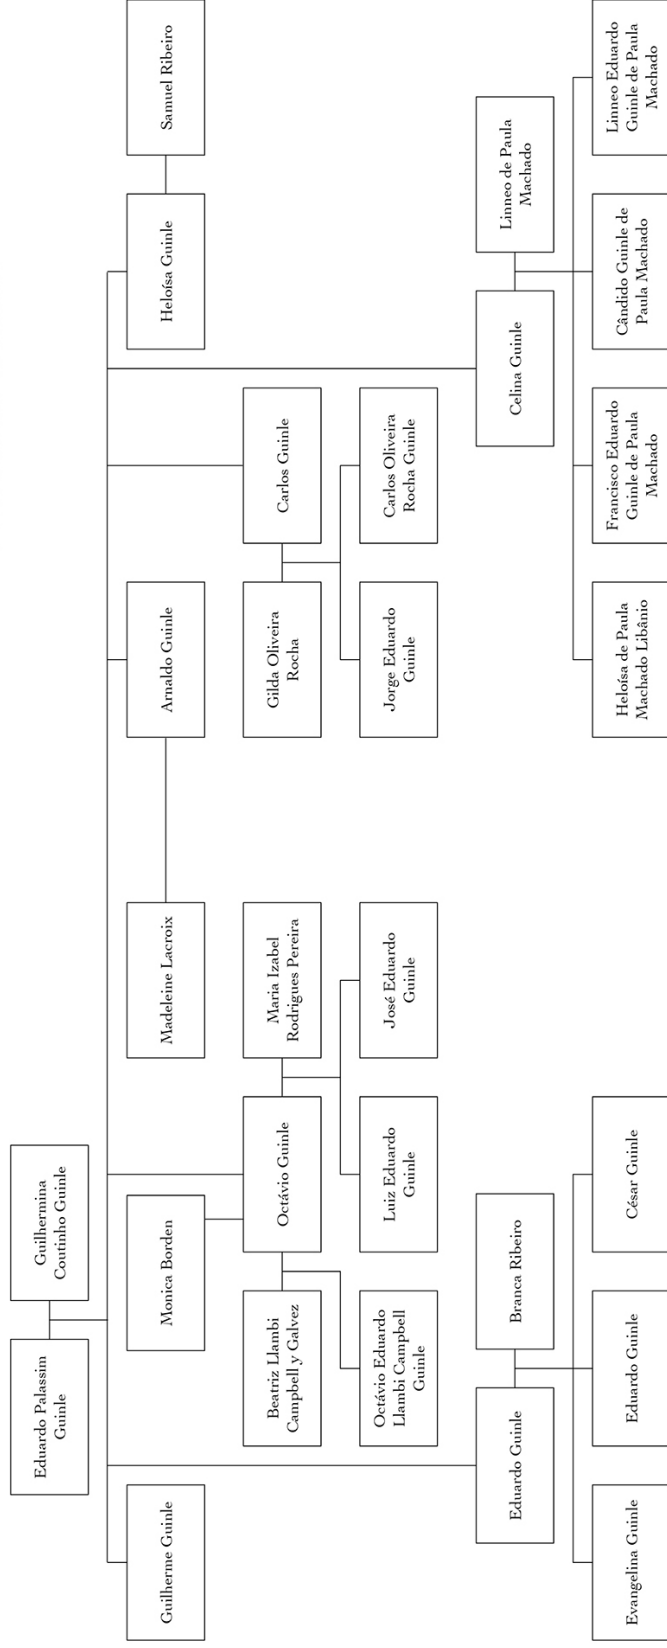 Eduardo Palassim
Guinle
Guilhermina
Coutinho Guinle
Guilherme Guinle
Monica Borden
Madeleine Lacroix
Arnaldo Guinle
Heloísa Guinle
Samuel Ribeiro
Beatriz Llambi
Campbell y Galvez
Octávio Guinle
Maria Izabel
Rodrigues Pereira
Gilda Oliveira
Rocha
Carlos Guinle
Octávio Eduardo
Llambi Campbell
Guinle
Luiz Eduardo
Guinle
José Eduardo
Guinle
Jorge Eduardo
Guinle
Carlos Oliveira
Rocha Guinle
Eduardo Guinle
Branca Ribeiro
Celina Guinle
Linneo de Paula
Machado
Evangelina Guinle
Eduardo Guinle
César Guinle
Heloísa de Paula
Machado Libânio
Francisco Eduardo
Guinle de Paula
Machado
Cândido Guinle de
Paula Machado
Linneo Eduardo
Guinle de Paula
Machado